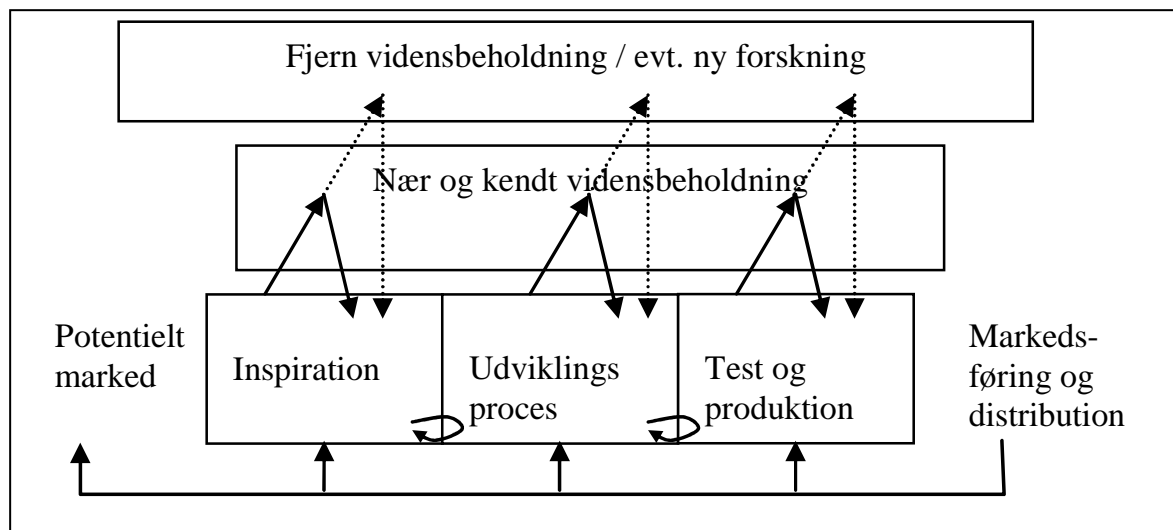 Fjern vidensbeholdning / evt. ny forskning
Nær og kendt vidensbeholdning
Potentielt
marked
Inspiration
Udviklings
proces
Test og
produktion
Markeds-
føring og
distribution